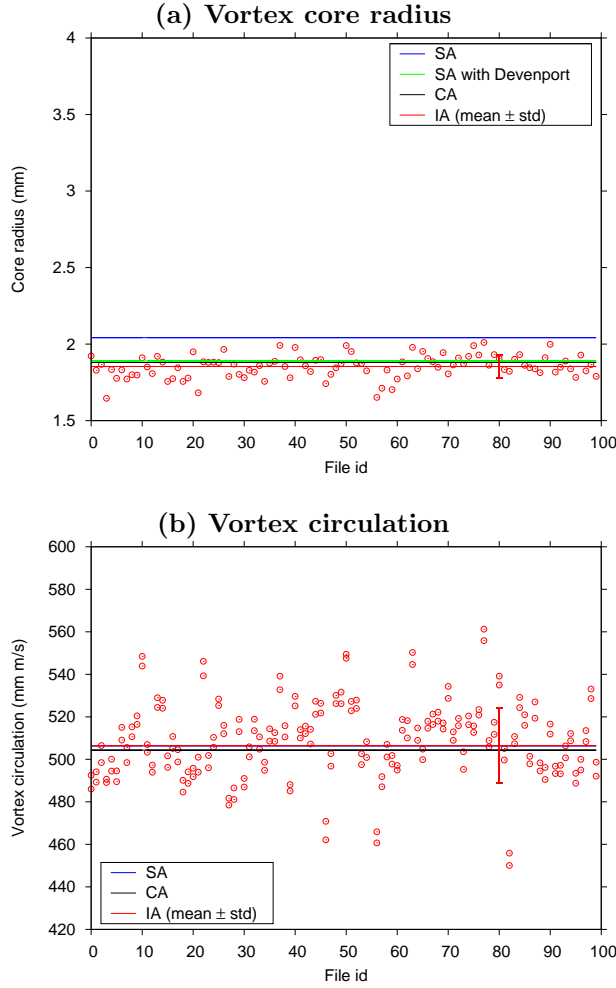 (a) Vortex core radius
4
3.5
3
2.5
2
1.5
Core radius (mm)
SA
SA with Devenport
CA
IA (mean ± std)
0 10 20 30 40 50 60 70 80 90 100
File id
(b) Vortex circulation
600
580
560
540
520
500
480
460
440
420
Vortex circulation (mm m/s)
SA
CA
IA (mean ± std)
0 10 20 30 40 50 60 70 80 90 100
File id